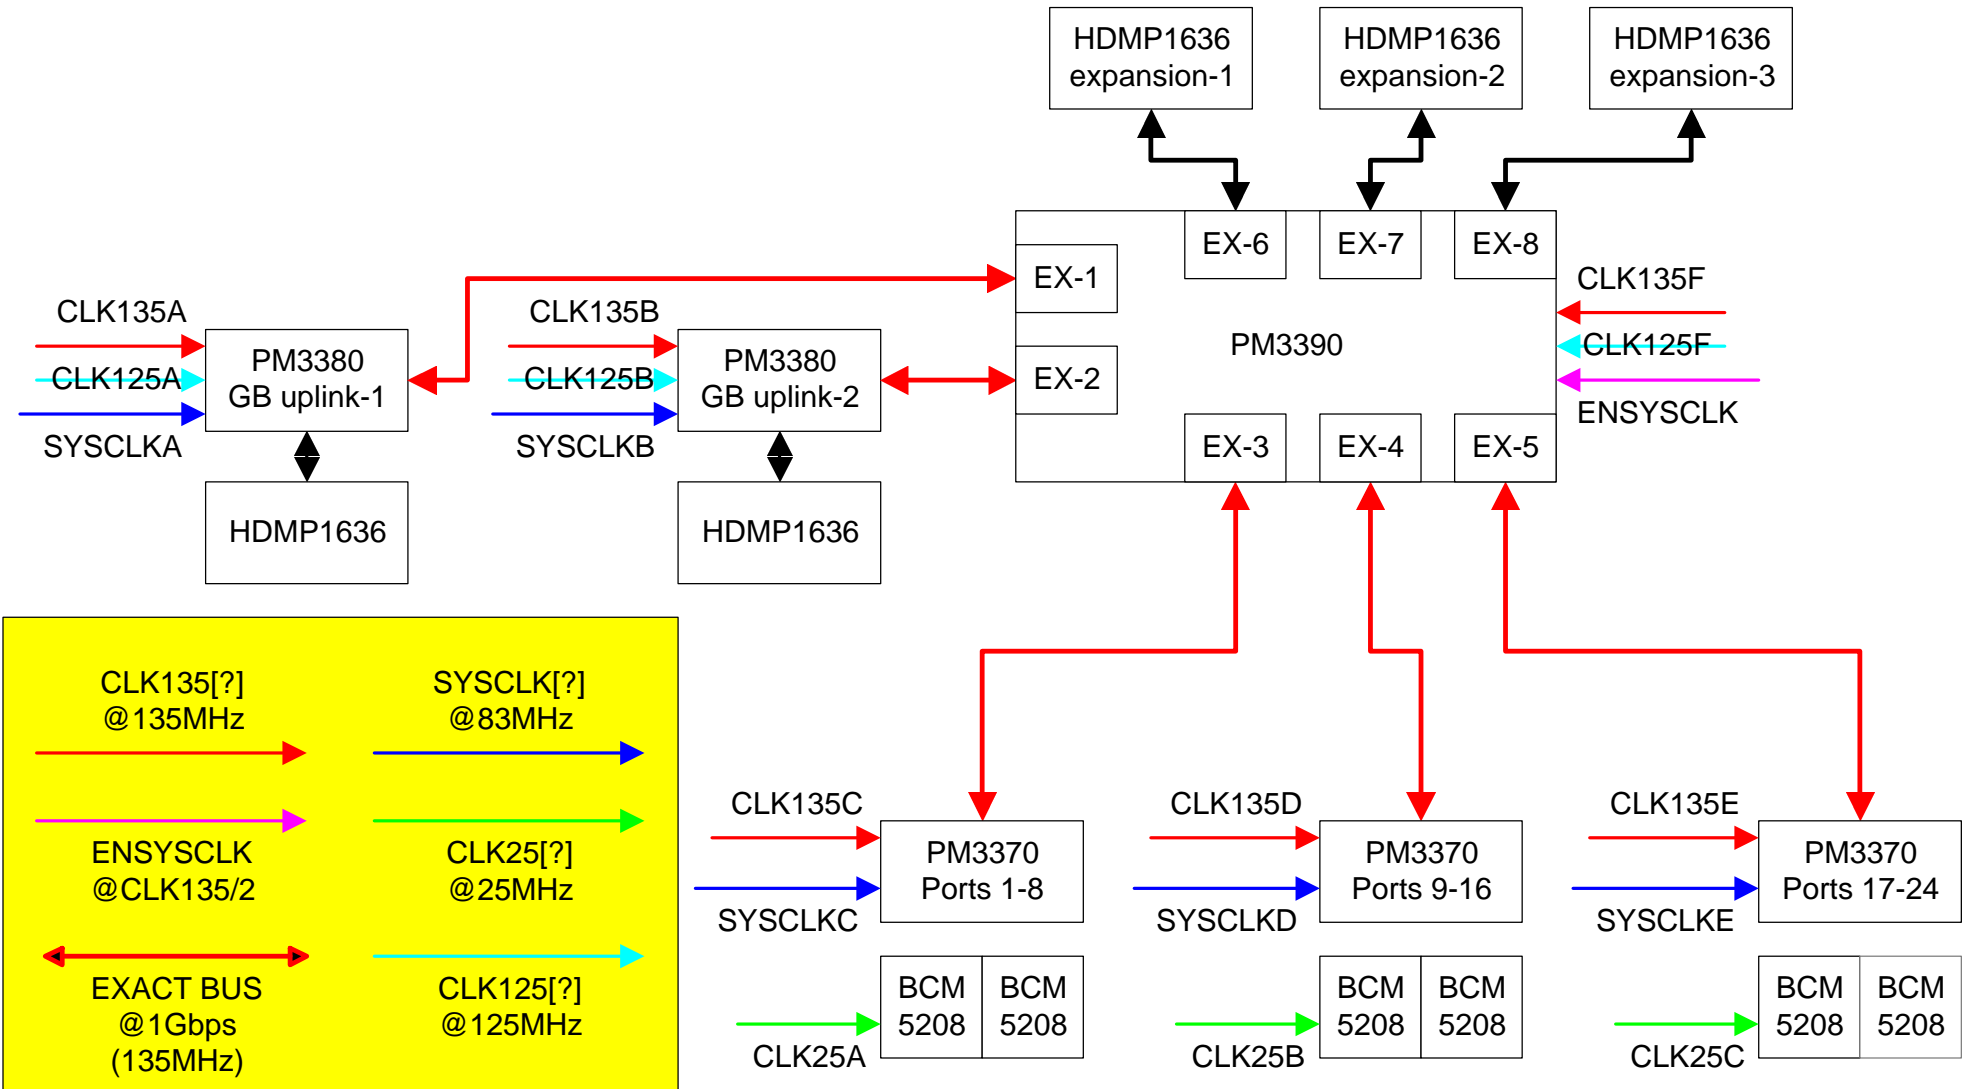 HDMP1636
expansion-1
HDMP1636
expansion-2
HDMP1636
expansion-3
EX-6
EX-7
EX-8
EX-1
EX-2
PM3390
EX-3
EX-4
EX-5
CLK135F
CLK125F
ENSYSCLK
CLK135A
CLK125A
SYSCLKA
PM3380
GB uplink-1
HDMP1636
CLK135B
CLK125B
SYSCLKB
PM3380
GB uplink-2
HDMP1636
CLK135[?]
@135MHz
SYSCLK[?]
@83MHz
ENSYSCLK
@CLK135/2
CLK25[?]
@25MHz
EXACT BUS
@1Gbps
(135MHz)
CLK125[?]
@125MHz
CLK135C
SYSCLKC
PM3370
Ports 1-8
BCM
5208
BCM
5208
CLK25A
CLK135D
SYSCLKD
PM3370
Ports 9-16
BCM
5208
BCM
5208
CLK25B
CLK135E
SYSCLKE
PM3370
Ports 17-24
BCM
5208
BCM
5208
CLK25C